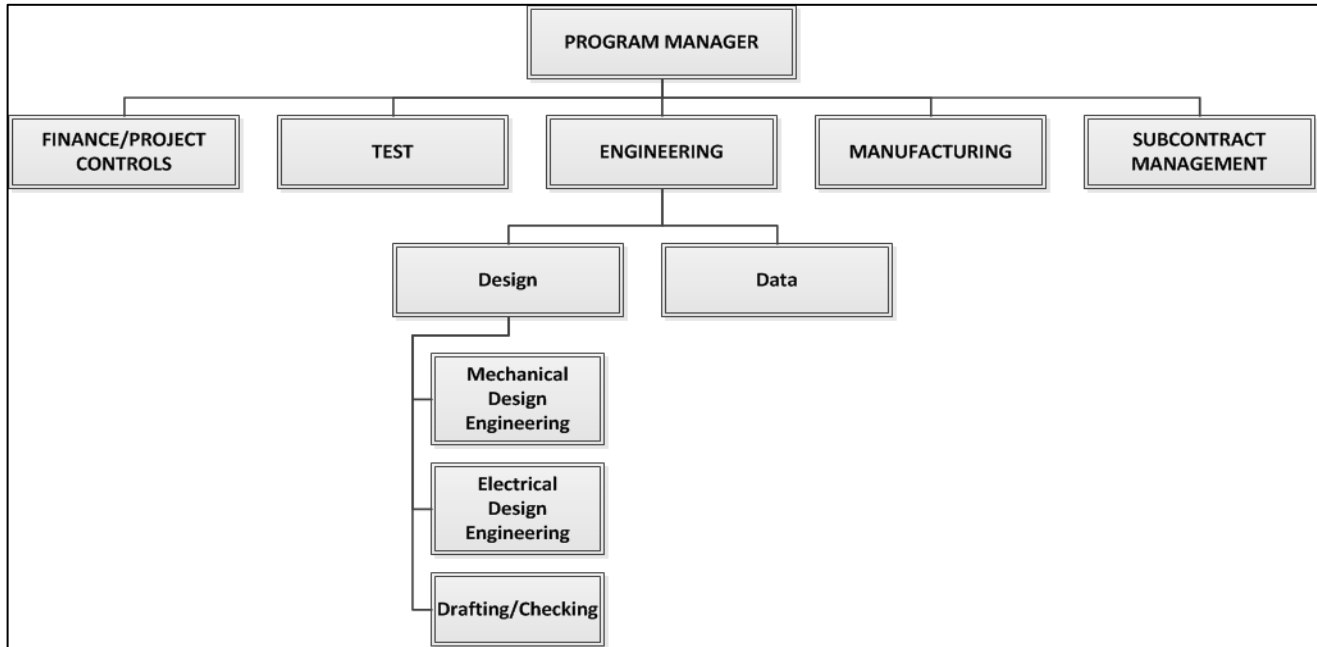 PROGRAM MANAGER
FINANCE/PROJECT
CONTROLS
TEST
ENGINEERING
MANUFACTURING
SUBCONTRACT
MANAGEMENT
Design
Data
Mechanical
Design
Engineering
Electrical
Design
Engineering
Drafting/Checking